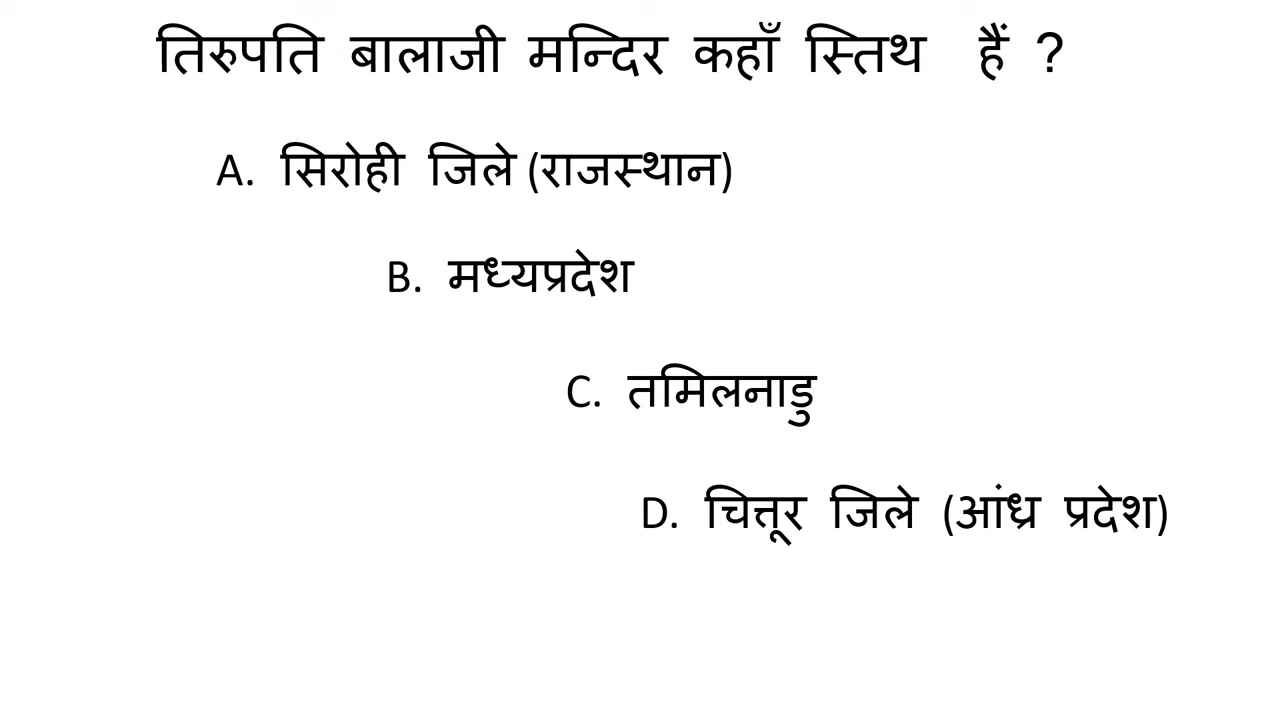 तिरुपति बालाजी मन्दिर कहाँ स्तिथ हैं ?
A. सिरोही जिले (राजस्थान)
B. मध्यप्रदेश
C. तमिलनाडु
D. चित्तूर जिले (आंध्र प्रदेश)